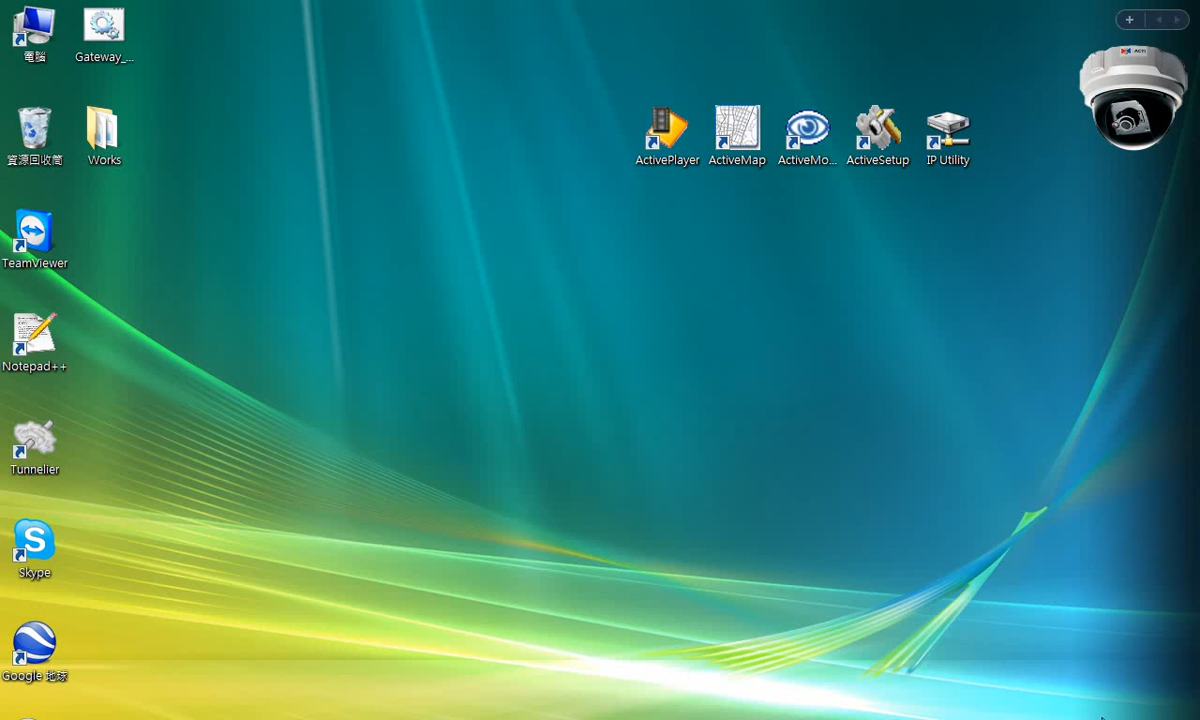 電腦
Gateway_...
ACTi
資源回收筒
Works
ActivePlayer
ActiveMap
ActiveMo...
ActiveSetup
IP Utility
TeamViewer
Notepad++
Tunnelier
Skype
Google 地球